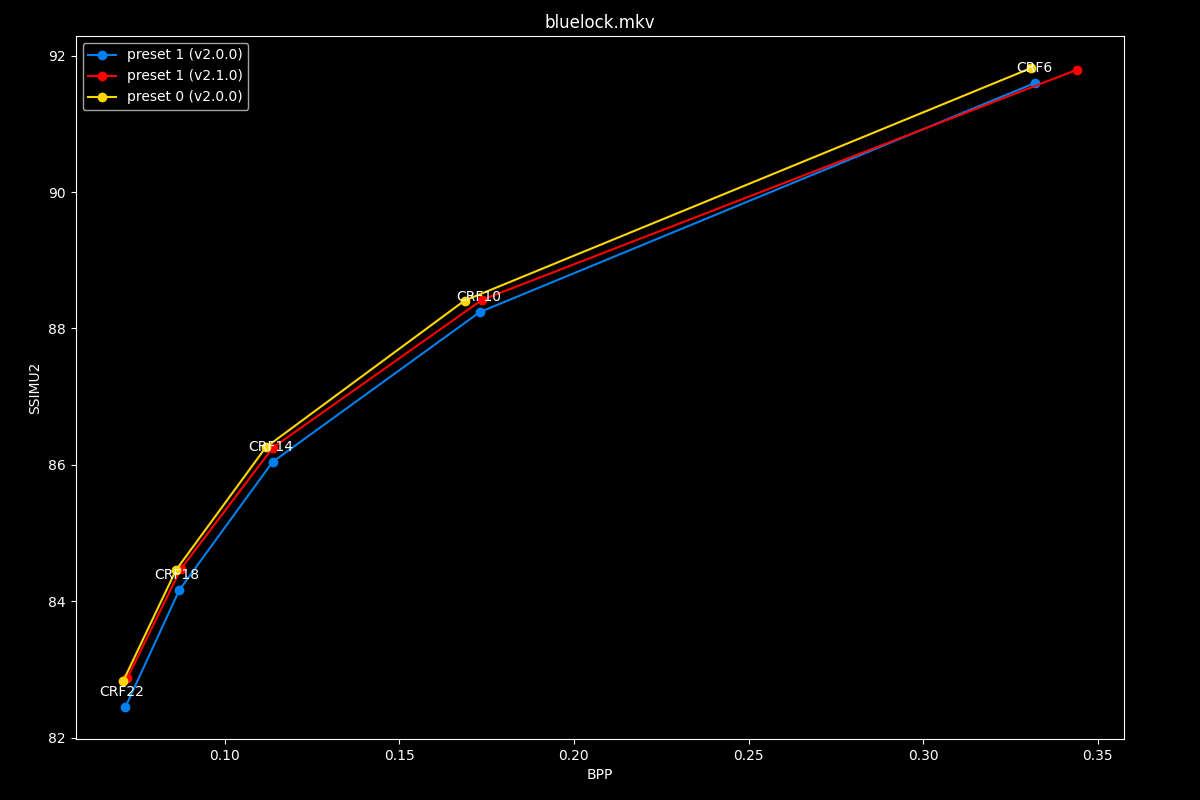 bluelock.mkv
preset 1 (v2.0.0)
preset 1 (v2.1.0)
preset 0 (v2.0.0)
92
90
88
86
84
82
SSIMU2
CRF6
CRF10
CRF14
CRF18
CRF22
0.10
0.15
0.20
0.25
0.30
0.35
BPP